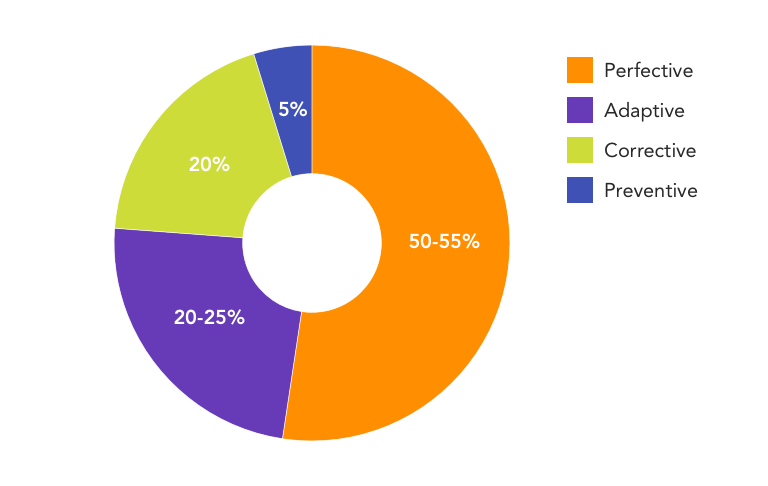 5%
20%
50-55%
20-25%
Perfective
Adaptive
Corrective
Preventive